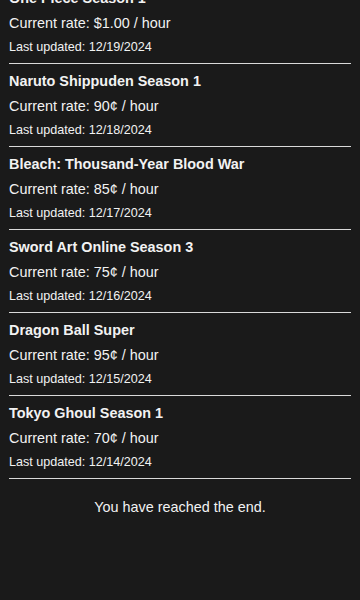 One Piece Season 1
Current rate: $1.00 / hour
Last updated: 12/19/2024
Naruto Shippuden Season 1
Current rate: 90¢ / hour
Last updated: 12/18/2024
Bleach: Thousand-Year Blood War
Current rate: 85¢ / hour
Last updated: 12/17/2024
Sword Art Online Season 3
Current rate: 75¢ / hour
Last updated: 12/16/2024
Dragon Ball Super
Current rate: 95¢ / hour
Last updated: 12/15/2024
Tokyo Ghoul Season 1
Current rate: 70¢ / hour
Last updated: 12/14/2024
You have reached the end.